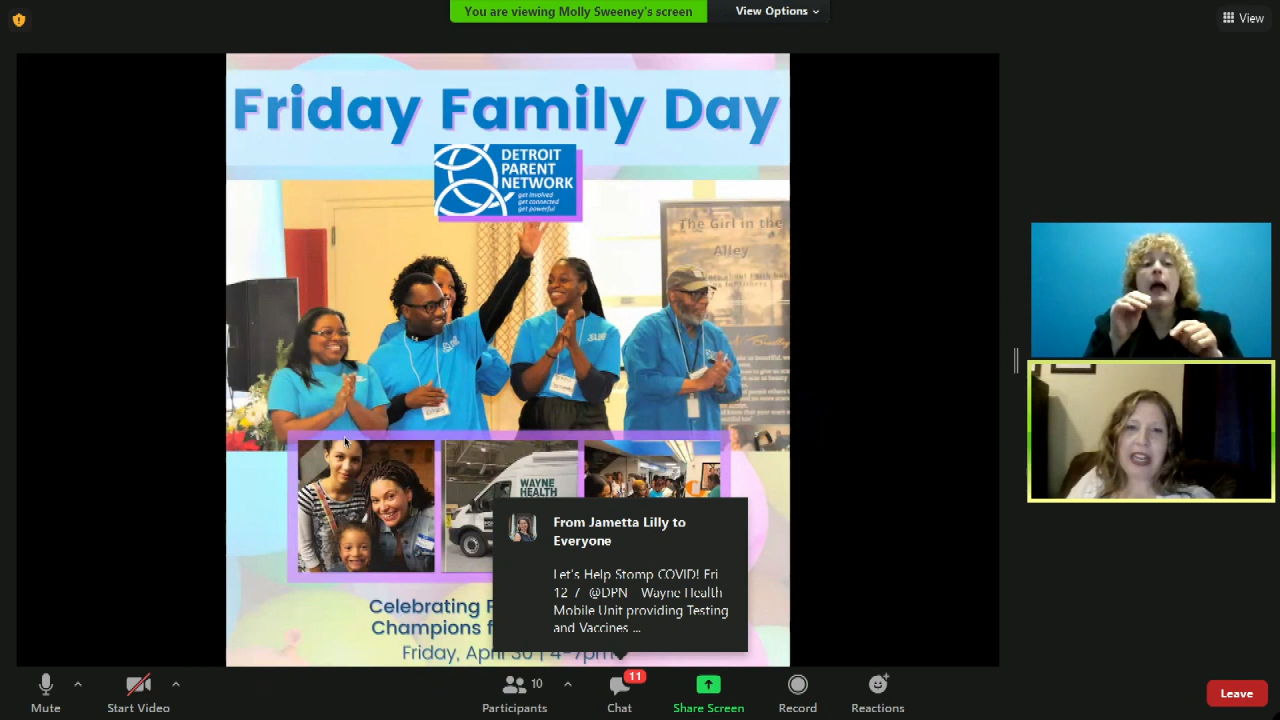 You are viewing Molly Sweeney's screen
View Options
View
Friday Family Day
DETROIT
PARENT
NETWORK
get involved
get connected
get powerful
The Girl in the
Alley
WAYNE
HEALTH
From Jametta Lilly to
Everyone
Let's Help Stomp COVID! Fri
12-7 @DPN - Wayne Health
Mobile Unit providing Testing
and Vaccines ...
Celebrating
Champions
Friday, April 30 | 4-7pm
Mute
Start Video
Participants
10
Chat
11
Share Screen
Record
Reactions
Leave